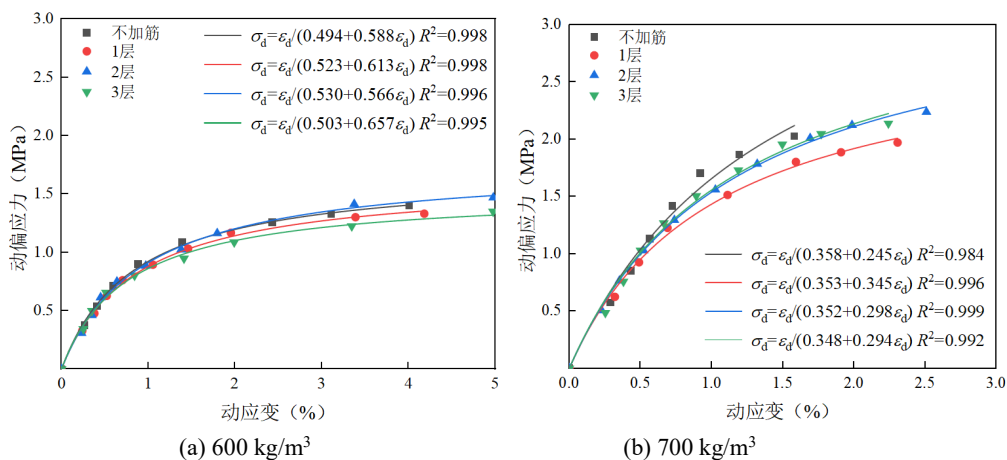 3.0
2.5
2.0
1.5
1.0
0.5
动偏应力（MPa）
不加筋
1层
2层
3层
σd=εd/(0.494+0.588εd) R²=0.998
σd=εd/(0.523+0.613εd) R²=0.998
σd=εd/(0.530+0.566εd) R²=0.996
σd=εd/(0.503+0.657εd) R²=0.995
0 1 2 3 4 5
动应变（%）
(a) 600 kg/m³
3.0
2.5
2.0
1.5
1.0
0.5
动偏应力（MPa）
不加筋
1层
2层
3层
σd=εd/(0.358+0.245εd) R²=0.984
σd=εd/(0.353+0.345εd) R²=0.996
σd=εd/(0.352+0.298εd) R²=0.999
σd=εd/(0.348+0.294εd) R²=0.992
0.0 0.5 1.0 1.5 2.0 2.5 3.0
动应变（%）
(b) 700 kg/m³